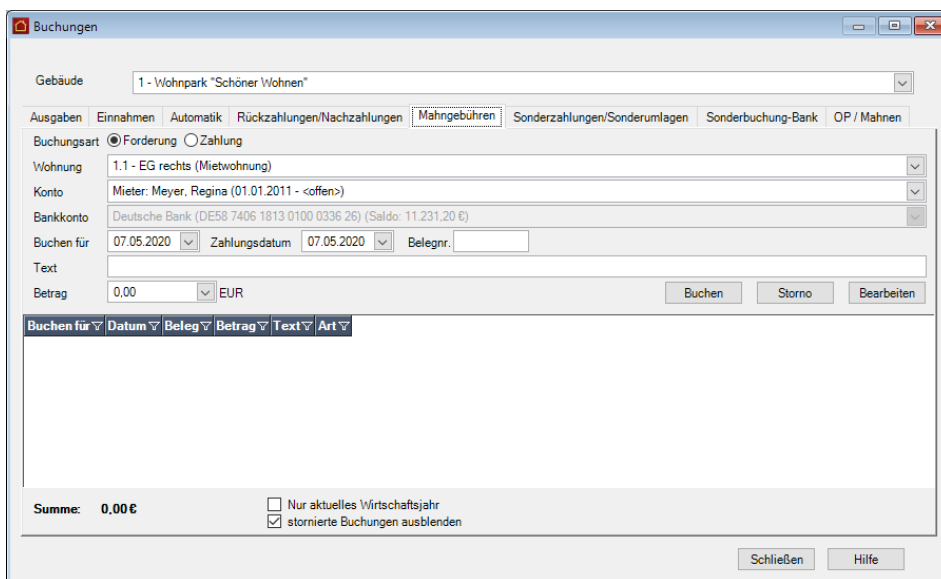 Buchungen
Gebäude 1 - Wohnpark "Schöner Wohnen"
Ausgaben Einnahmen Automatik Rückzahlungen/Nachzahlungen Mahngebühren Sonderzahlungen/Sonderumlagen Sonderbuchung-Bank OP / Mahnen
Buchungsart Forderung Zahlung
Wohnung 1.1 - EG rechts (Mietwohnung)
Konto Mieter: Meyer, Regina (01.01.2011 - <offen>)
Bankkonto Deutsche Bank (DE58 7406 1813 0100 0336 26) (Saldo: 11.231,20 €)
Buchen für 07.05.2020 Zahlungsdatum 07.05.2020 Belegnr.
Text
Betrag 0,00 EUR Buchen Storno Bearbeiten
Buchen für Datum Beleg Betrag Text Art
Summe: 0,00 € Nur aktuelles Wirtschaftsjahr
stornierte Buchungen ausblenden
Schließen Hilfe